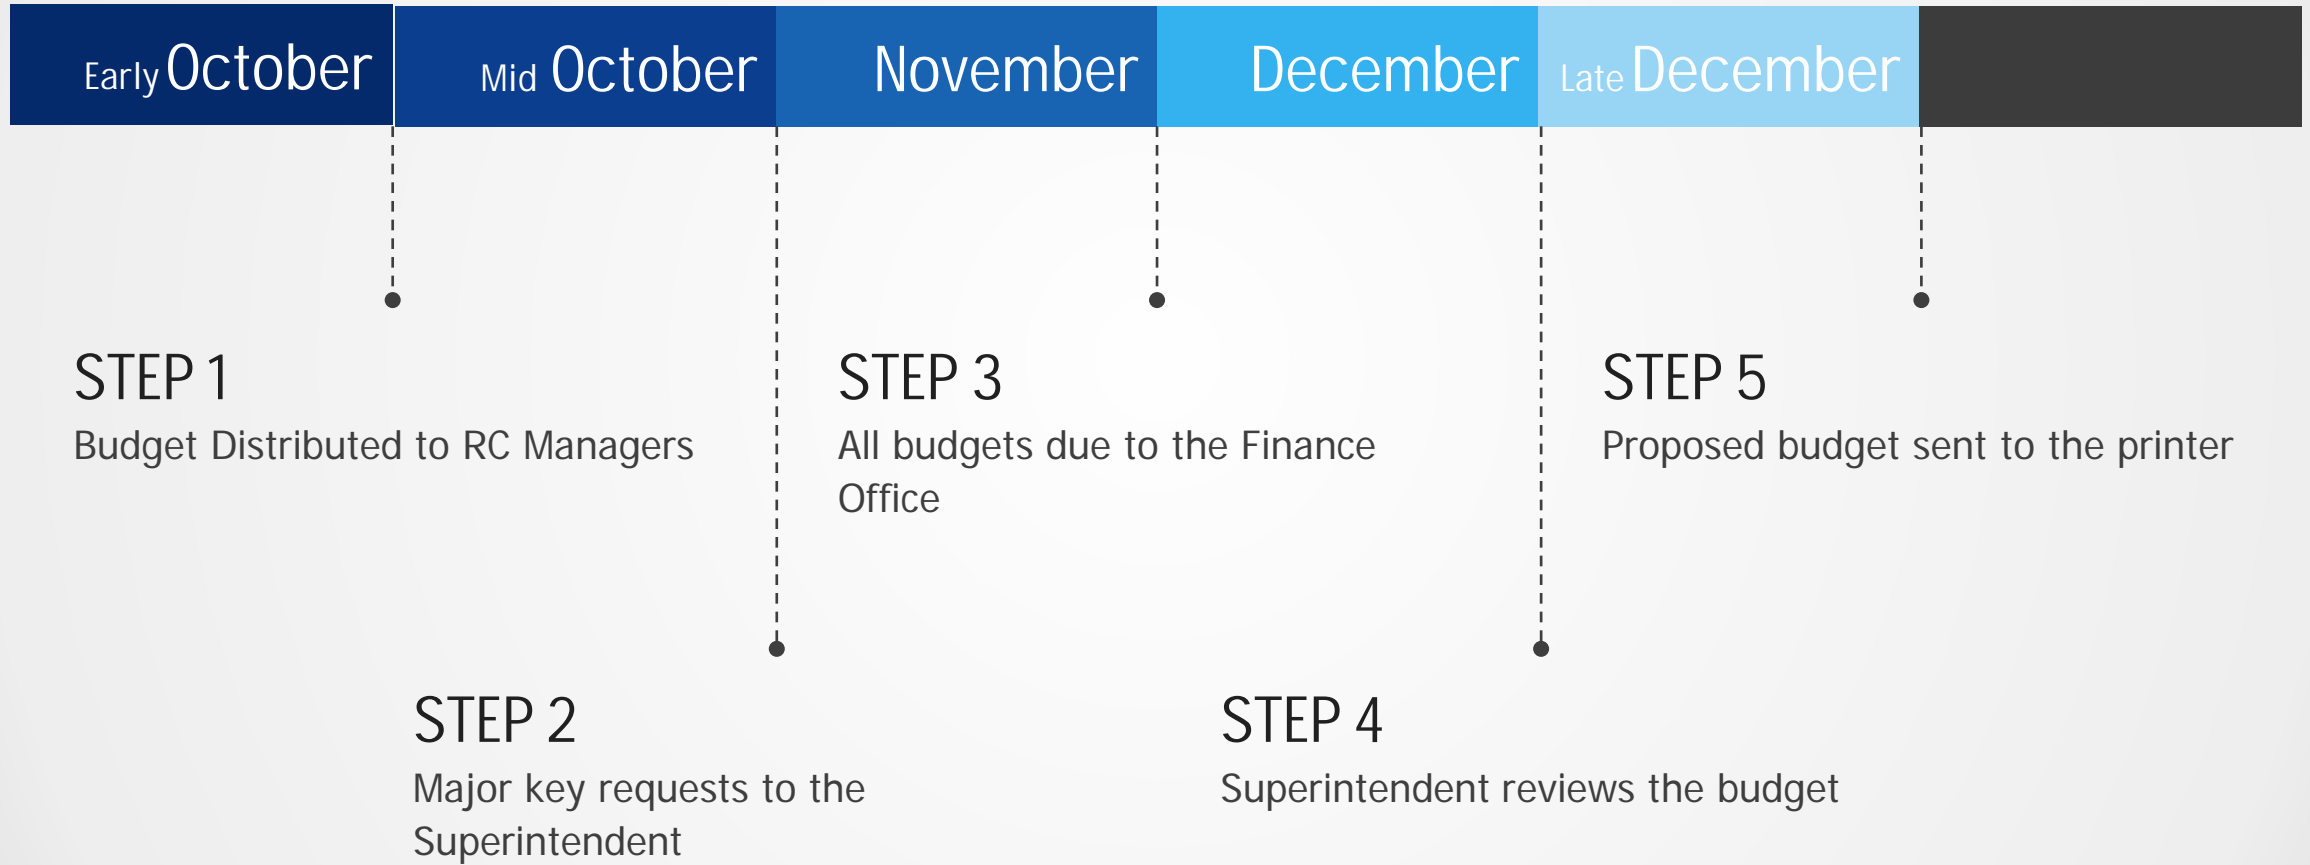 Early October
Mid October
November
December
Late December
STEP 1
Budget Distributed to RC Managers
STEP 2
Major key requests to the
Superintendent
STEP 3
All budgets due to the Finance
Office
STEP 4
Superintendent reviews the budget
STEP 5
Proposed budget sent to the printer